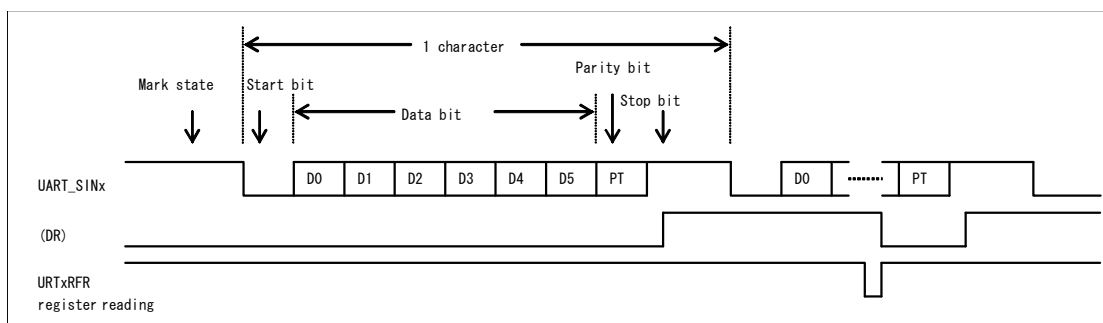 1 character
Parity bit
Mark state Start bit
Stop bit
Data bit
UART_SINx D0 D1 D2 D3 D4 D5 PT D0 PT
(DR)
URTxRFR
register reading